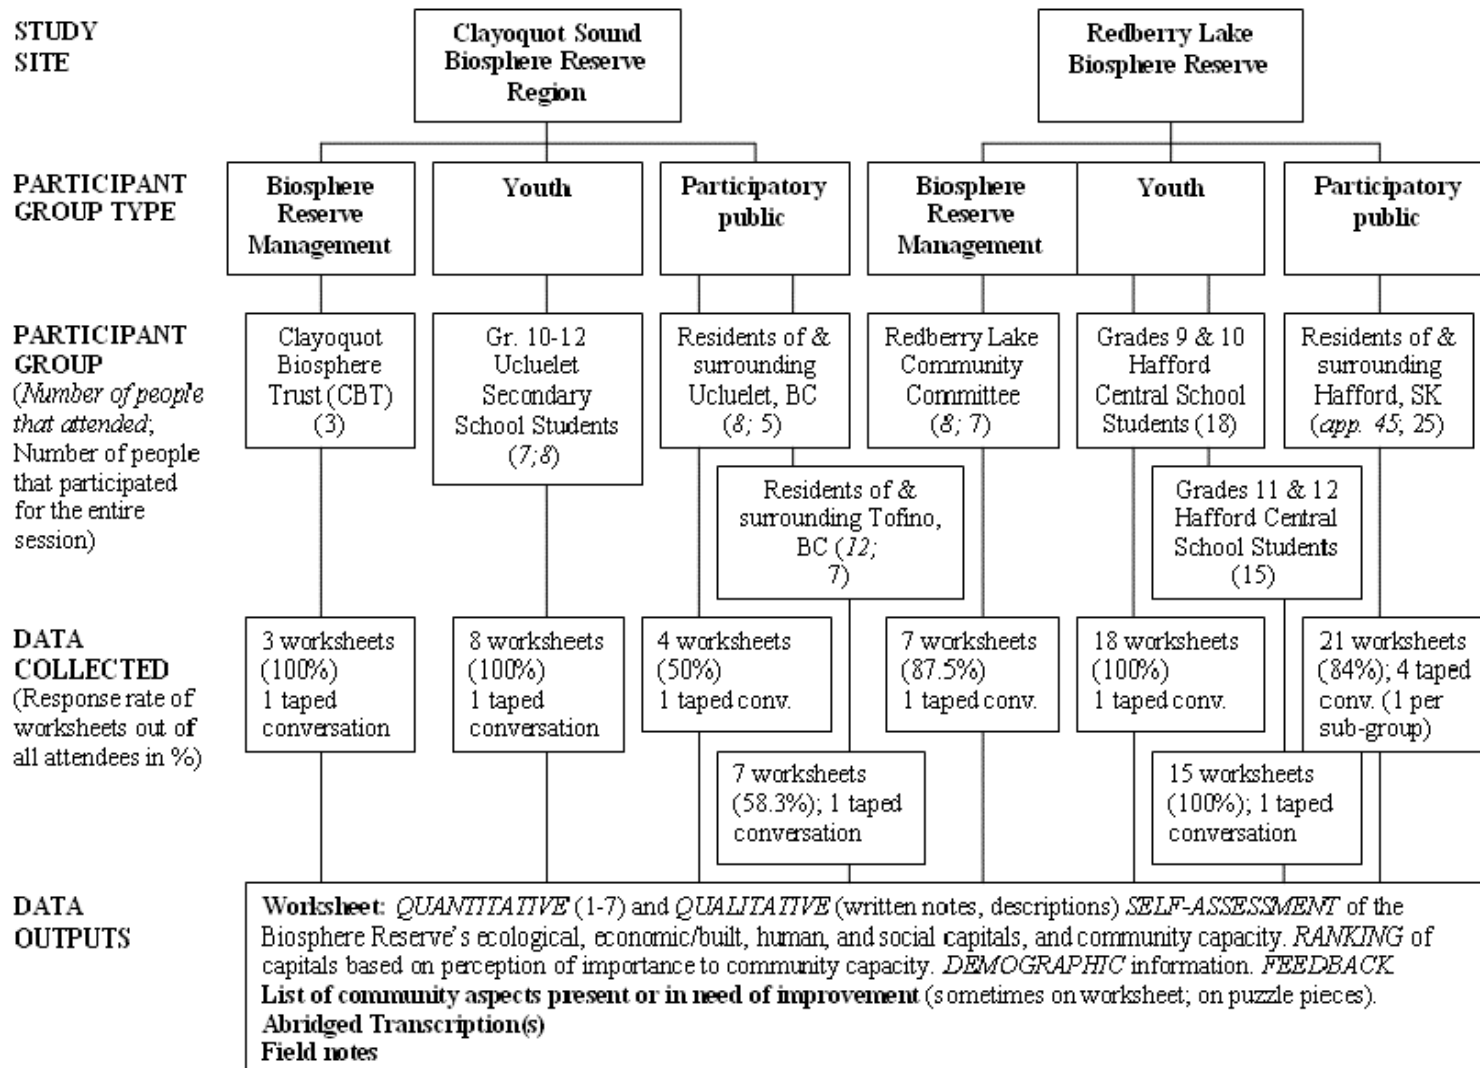 STUDY
SITE
Clayoquot Sound
Biosphere Reserve
Region
Redberry Lake
Biosphere Reserve
PARTICIPANT
GROUP TYPE
Biosphere
Reserve
Management
Youth
Participatory
public
Biosphere
Reserve
Management
Youth
Participatory
public
PARTICIPANT
GROUP
(Number of people
that attended;
Number of people
that participated
for the entire
session)
Clayoquot
Biosphere
Trust (CBT)
(3)
Gr. 10-12
Ucluelet
Secondary
School Students
(7;8)
Residents of &
surrounding
Ucluelet, BC
(8; 5)
Residents of &
surrounding Tofino,
BC (12;
7)
Redberry Lake
Community
Committee
(8; 7)
Grades 9 & 10
Hafford
Central School
Students (18)
Grades 11 & 12
Hafford Central
School Students
(15)
Residents of &
surrounding
Hafford, SK
(app. 45; 25)
DATA
COLLECTED
(Response rate of
worksheets out of
all attendees in %)
3 worksheets
(100%)
1 taped
conversation
8 worksheets
(100%)
1 taped
conversation
4 worksheets
(50%)
1 taped conv.
7 worksheets
(58.3%); 1 taped
conversation
7 worksheets
(87.5%)
1 taped conv.
18 worksheets
(100%)
1 taped conv.
15 worksheets
(100%); 1 taped
conversation
21 worksheets
(84%); 4 taped
conv. (1 per
sub-group)
DATA
OUTPUTS
Worksheet: QUANTITATIVE (1-7) and QUALITATIVE (written notes, descriptions) SELF-ASSESSMENT of the
Biosphere Reserve's ecological, economic/built, human, and social capitals, and community capacity. RANKING of
capitals based on perception of importance to community capacity. DEMOGRAPHIC information. FEEDBACK
List of community aspects present or in need of improvement (sometimes on worksheet; on puzzle pieces).
Abridged Transcription(s)
Field notes